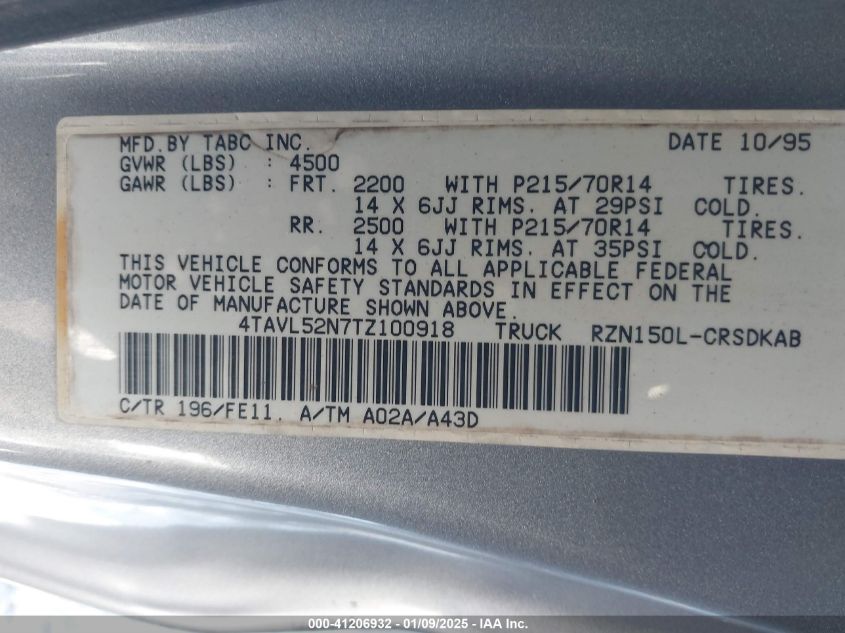 MFD.BY TABC INC. DATE 10/95
GVWR (LBS) : 4500
GAWR (LBS) : FRT. 2200 WITH P215/70R14 TIRES.
14 X 6JJ RIMS. AT 29PSI COLD.
RR. 2500 WITH P215/70R14 TIRES.
14 X 6JJ RIMS. AT 35PSI COLD.
THIS VEHICLE CONFORMS TO ALL APPLICABLE FEDERAL
MOTOR VEHICLE SAFETY STANDARDS IN EFFECT ON THE
DATE OF MANUFACTURE SHOWN ABOVE.
4TAVL52N7TZ100918 TRUCK RZN150L-CRSDKAB
C/TR 196/FE11. A/TM A02A/A43D
000-41206932 - 01/09/2025 - IAA Inc.